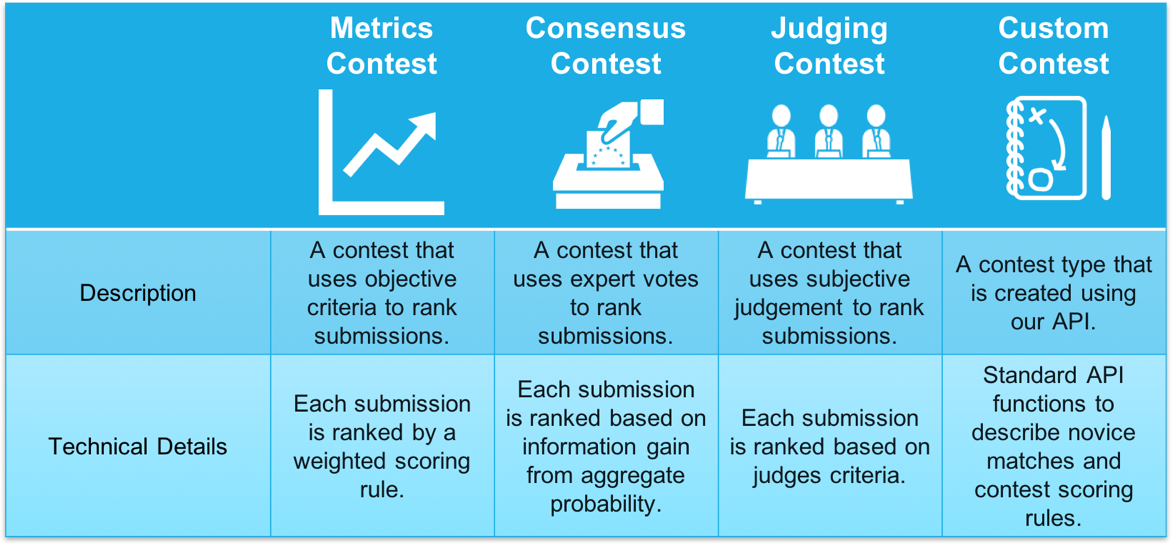 Metrics
Contest
Consensus
Contest
Judging
Contest
Custom
Contest
Description
A contest that
uses objective
criteria to rank
submissions.
A contest that
uses expert votes
to rank
submissions.
A contest that
uses subjective
judgement to rank
submissions.
A contest type that
is created using
our API.
Technical Details
Each submission
is ranked by a
weighted scoring
rule.
Each submission
is ranked based on
information gain
from aggregate
probability.
Each submission
is ranked based on
judges criteria.
Standard API
functions to
describe novice
matches and
contest scoring
rules.